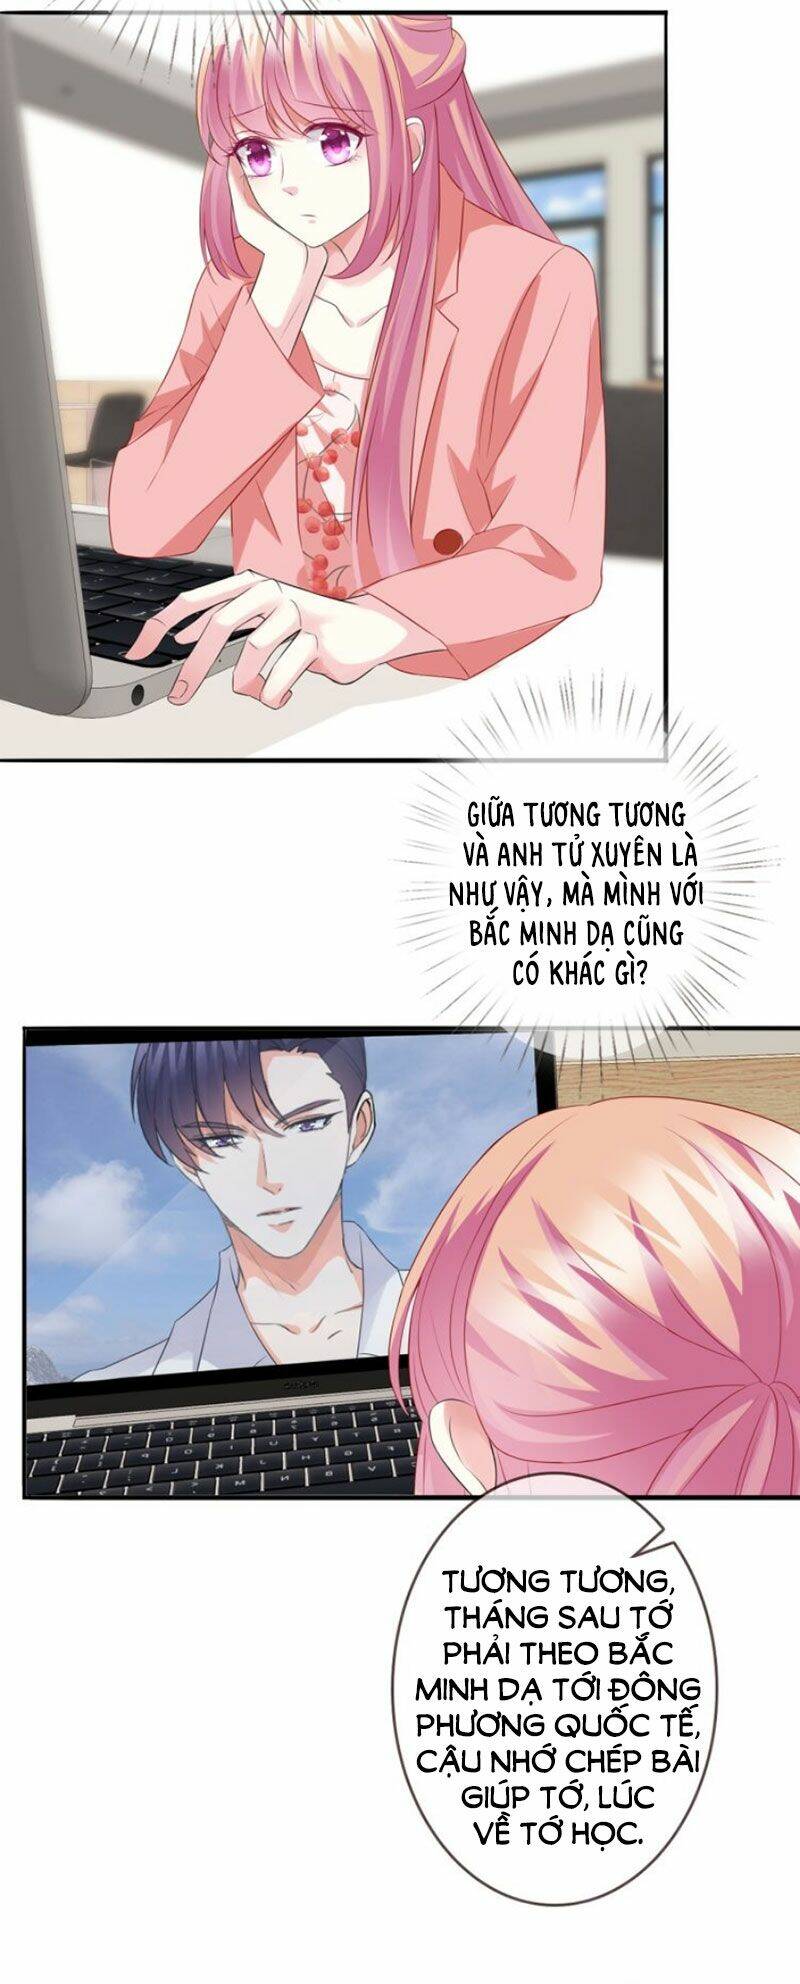 GIỮA TƯƠNG TƯƠNG
VÀ ANH TỬ XUYÊN LÀ
NHƯ VẬY, MÀ MÌNH VỚI
BẮC MINH DẠ CŨNG
CÓ KHÁC GÌ?
TƯƠNG TƯƠNG,
THÁNG SAU TỚ
PHẢI THEO BẮC
MINH DẠ TỚI ĐÔNG
PHƯƠNG QUỐC TẾ,
CẬU NHỚ CHÉP BÀI
GIÚP TỚ, LÚC
VỀ TỚ HỌC.